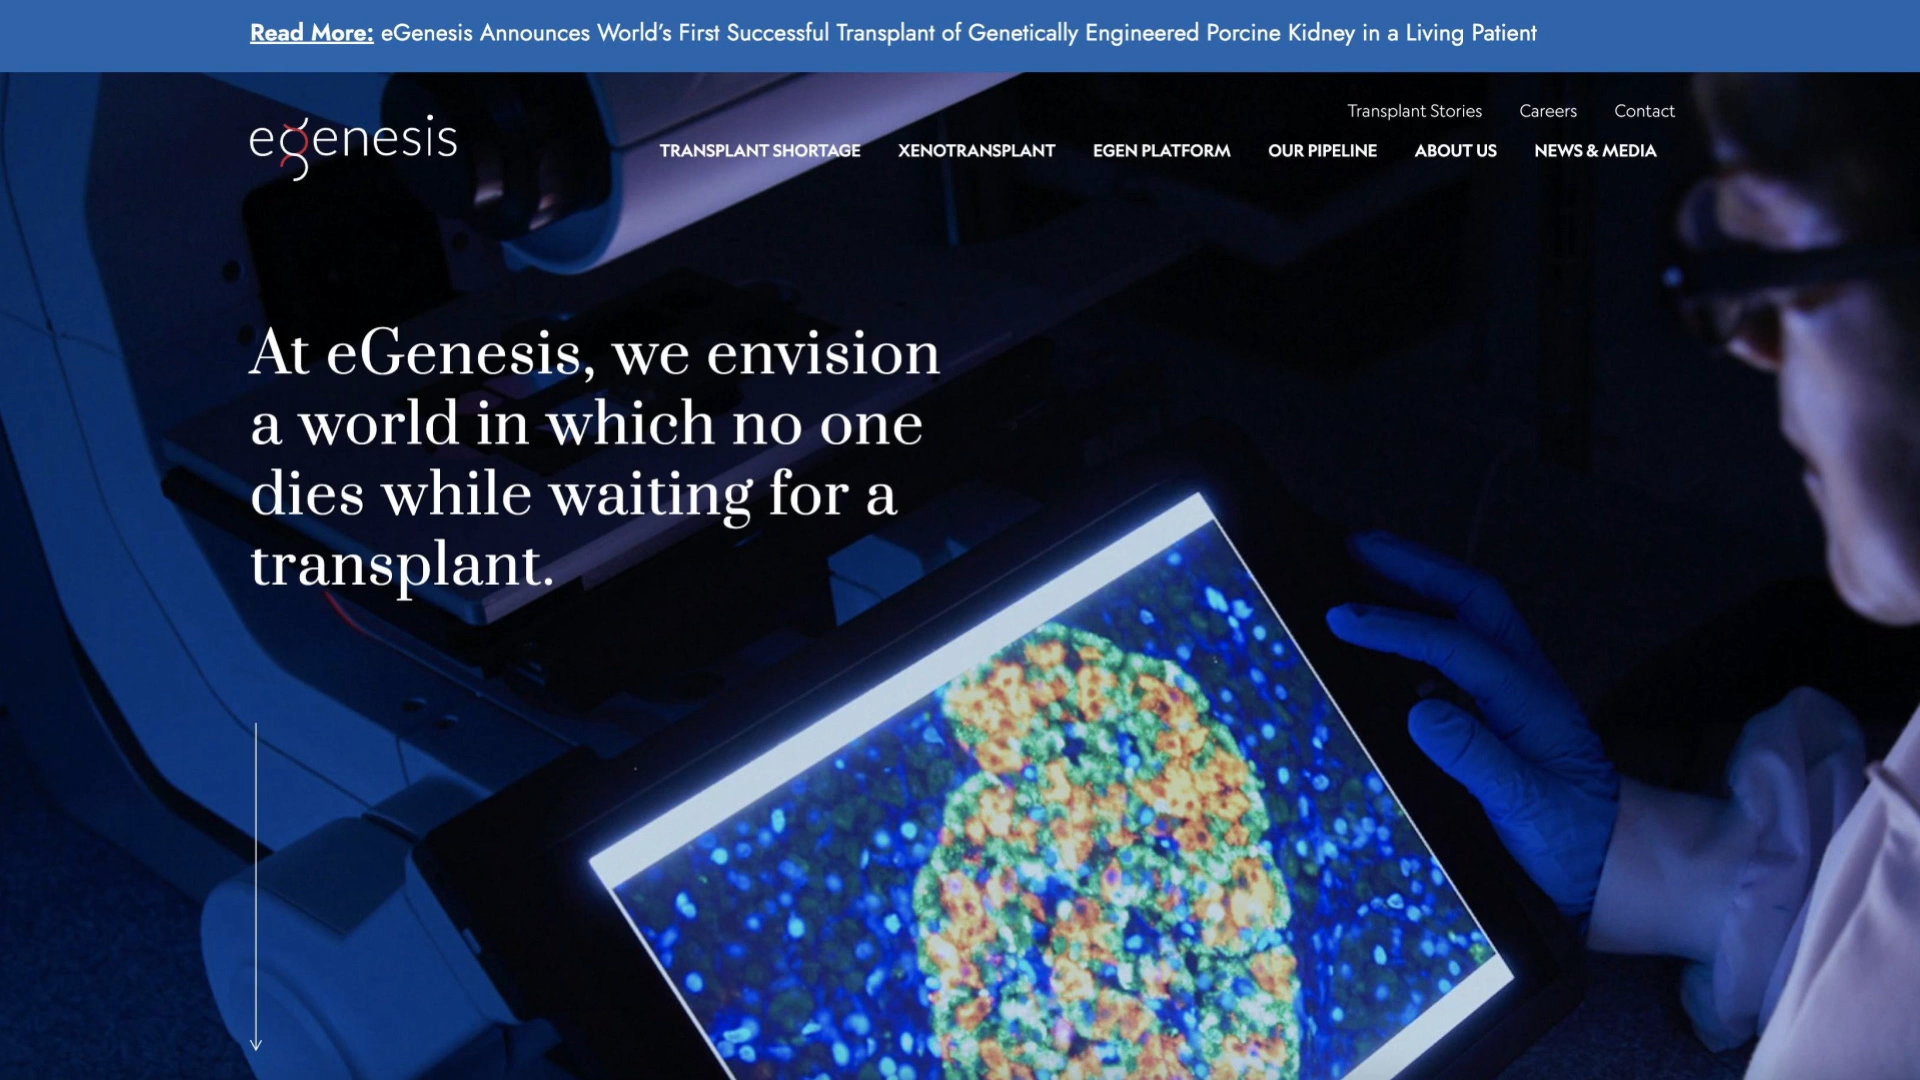 Read More: eGenesis Announces World’s First Successful Transplant of Genetically Engineered Porcine Kidney in a Living Patient
Transplant Stories Careers Contact
egenesis
TRANSPLANT SHORTAGE XENOTRANSPLANT EGEN PLATFORM OUR PIPELINE ABOUT US NEWS & MEDIA
At eGenesis, we envision
a world in which no one
dies while waiting for a
transplant.